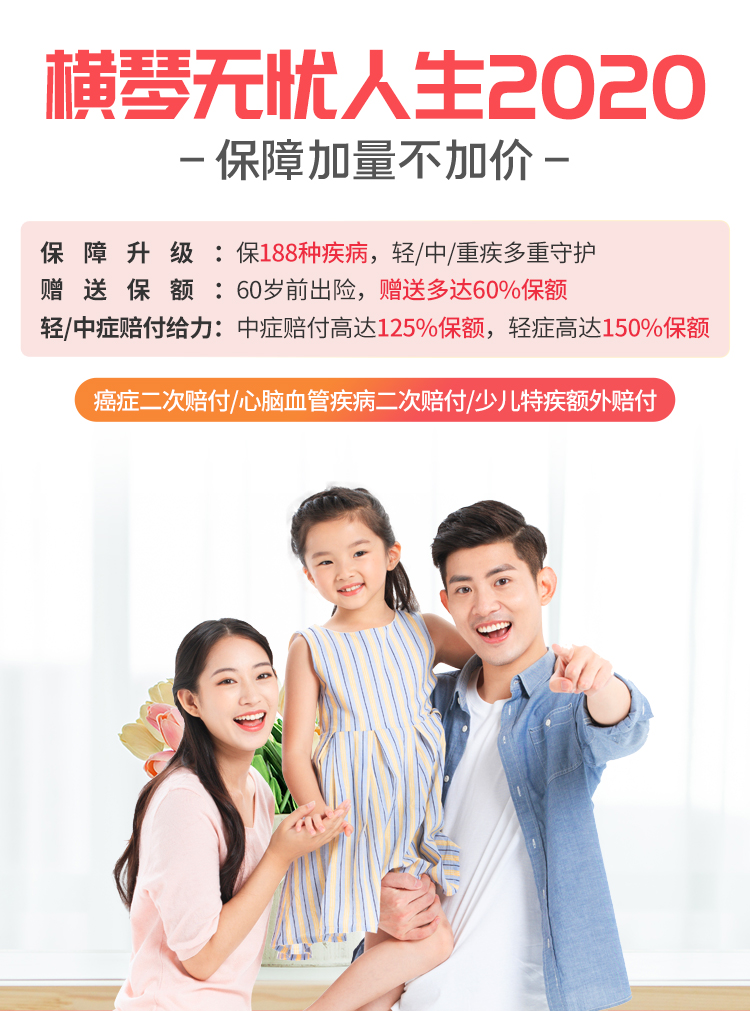 横琴无忧人生2020
– 保障加量不加价 –
保障升级：保188种疾病，轻/中/重疾多重守护
赠送保额：60岁前出险，赠送多达60%保额
轻/中症赔付给力：中症赔付高达125%保额，轻症高达150%保额
癌症二次赔付/心脑血管疾病二次赔付/少儿特疾额外赔付